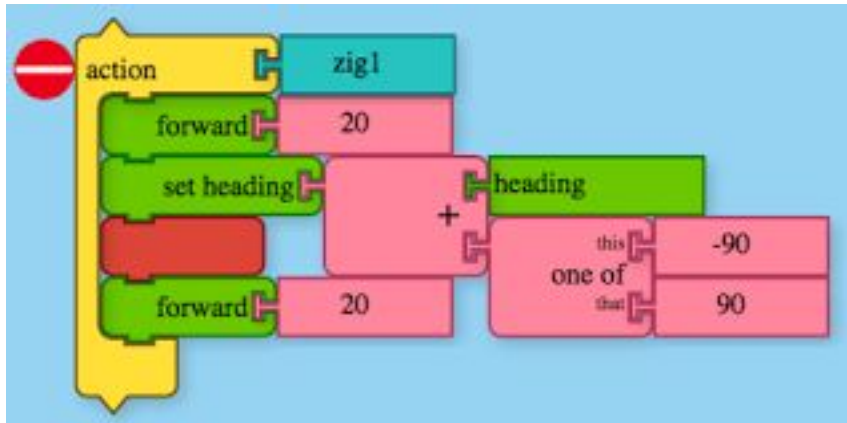 action zig1
forward 20
set heading + heading
this -90
one of
that 90
forward 20